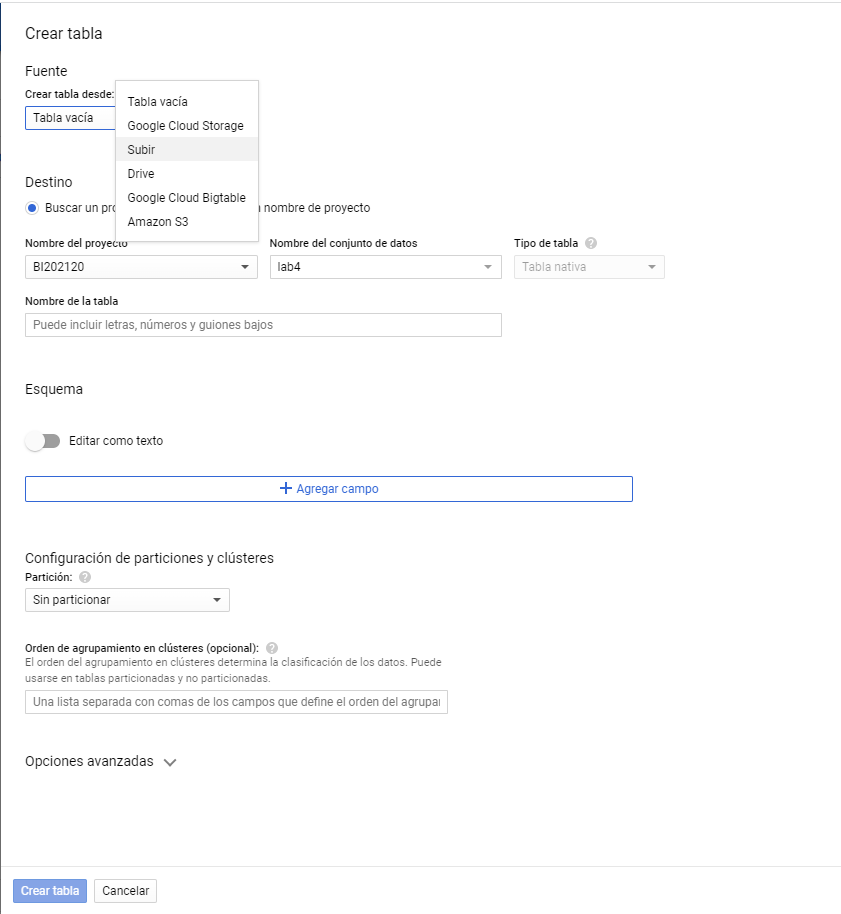 Crear tabla
Fuente
Crear tabla desde:
Tabla vacía
Tabla vacía
Google Cloud Storage
Subir
Drive
Google Cloud Bigtable
Amazon S3
Destino
Buscar un nombre de proyecto
Nombre del proyecto
Nombre del conjunto de datos
Tipo de tabla ?
BI202120
lab4
Tabla nativa
Nombre de la tabla
Puede incluir letras, números y guiones bajos
Esquema
Editar como texto
+ Agregar campo
Configuración de particiones y clústeres
Partición: ?
Sin particionar
Orden de agrupamiento en clústeres (opcional): ?
El orden del agrupamiento en clústeres determina la clasificación de los datos. Puede
usarse en tablas particionadas y no particionadas.
Una lista separada con comas de los campos que define el orden del agrupar
Opciones avanzadas
Crear tabla
Cancelar